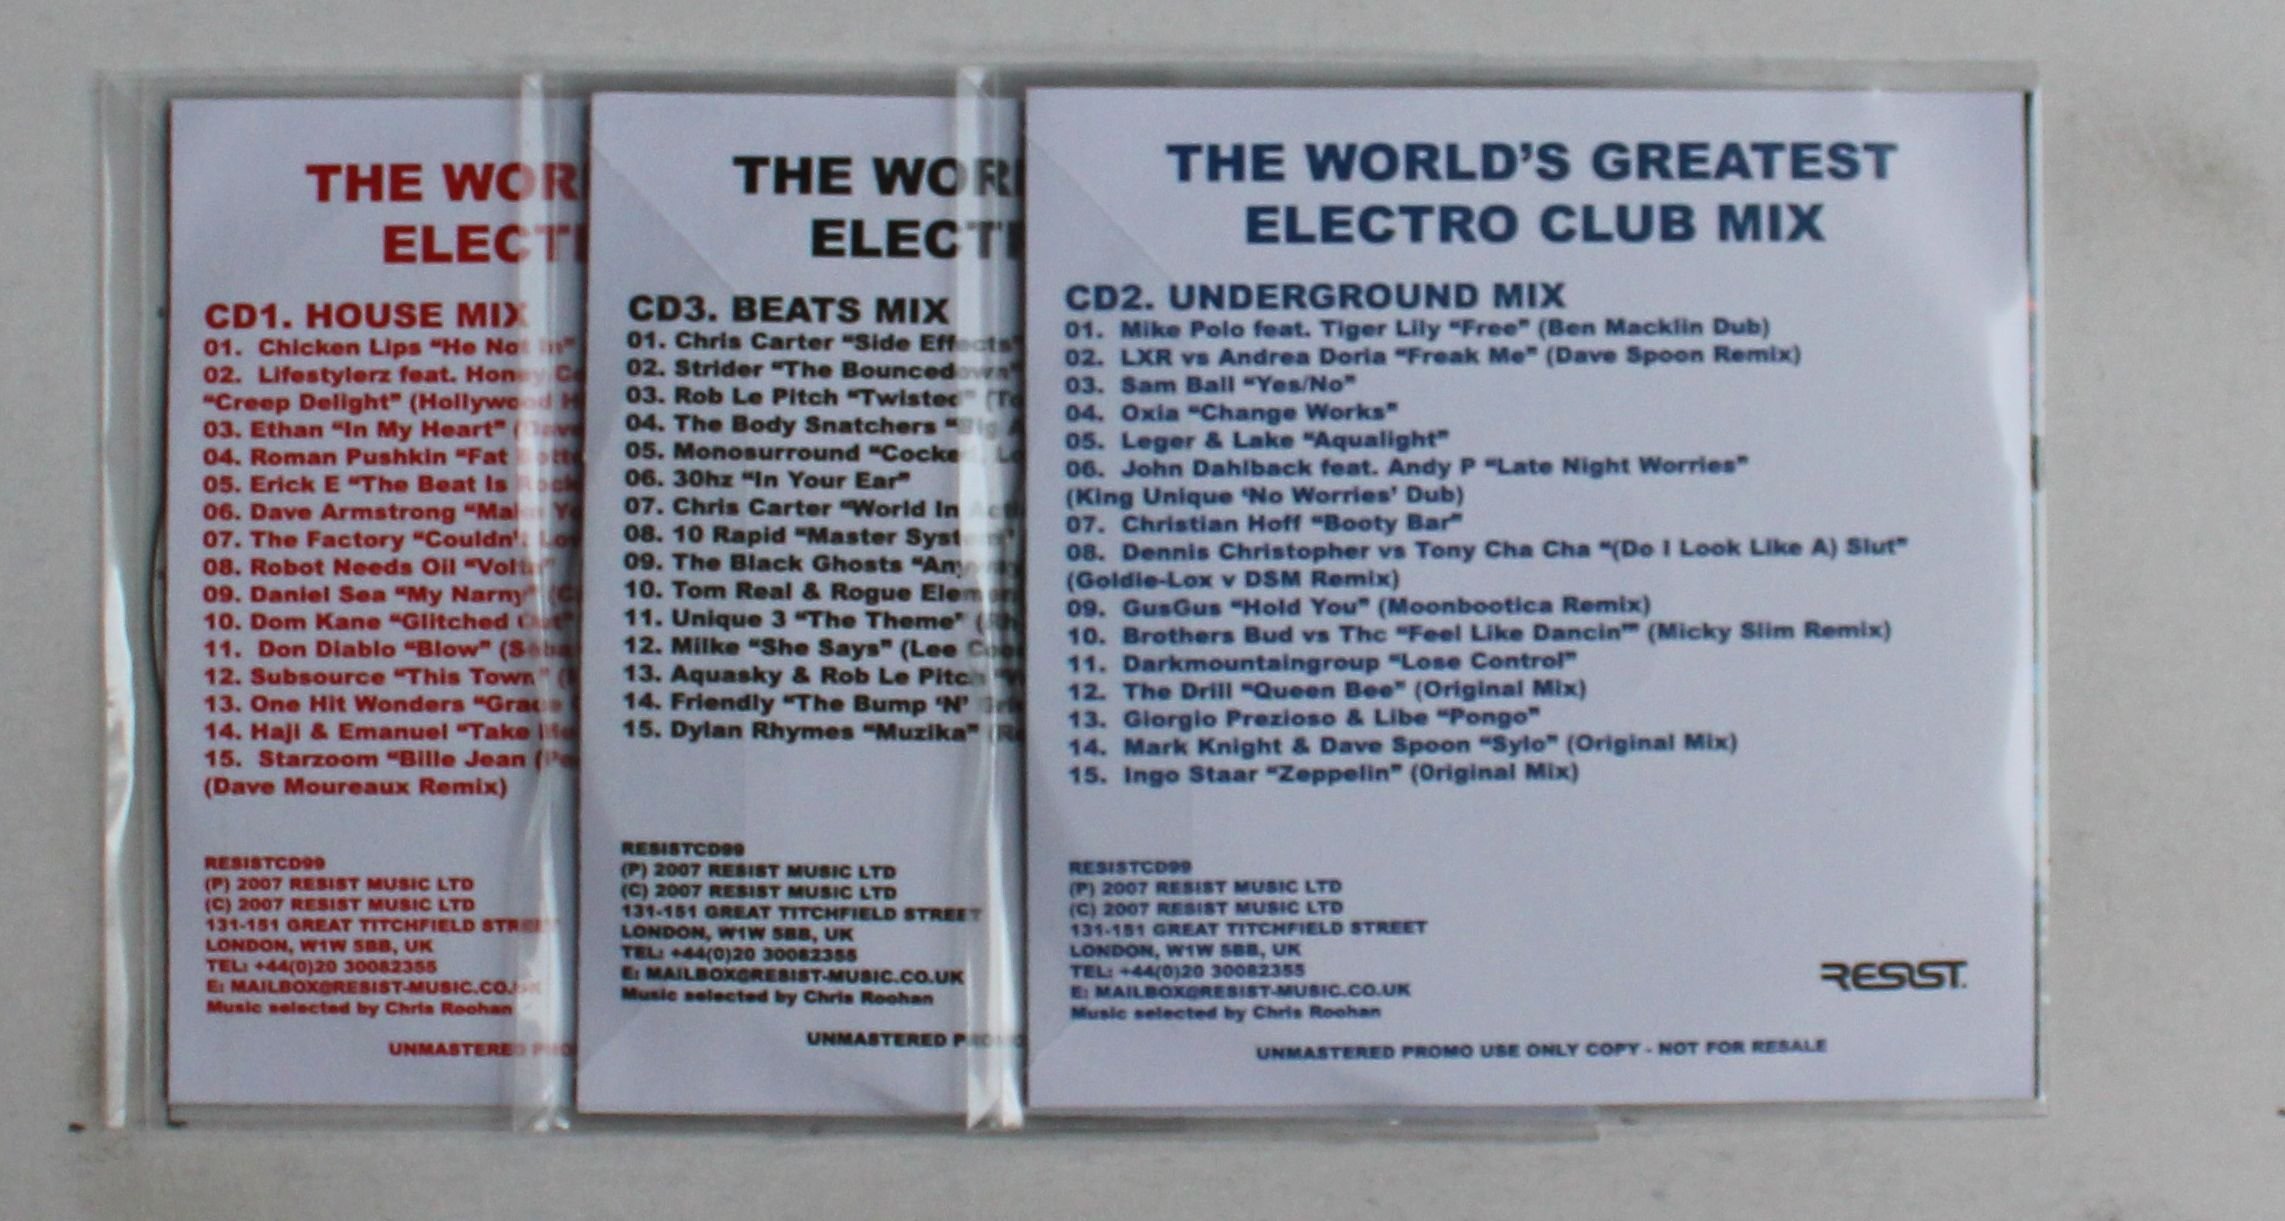 THE WOR
ELECT
CD1. HOUSE MIX
01. Chicken Lips “He Not In”
02. Lifestylerz feat. Honey
“Creep Delight” (Hollywood
03. Ethan “In My Heart” (Dave
04. Roman Pushkin “Fat
05. Erick E “The Beat Is
06. Dave Armstrong “Make
07. The Factory “Couldn't
08. Robot Needs Oil “Volta”
09. Daniel Sea “My Narny”
10. Dom Kane “Glitched Out”
11. Don Diablo “Blow”
12. Subsource “This Town”
13. One Hit Wonders
14. Haji & Emanuel “Take Me
15. Starzoom “Bille Jean
(Dave Moureaux Remix)
RESISTCD99
(P) 2007 RESIST MUSIC LTD
(C) 2007 RESIST MUSIC LTD
131-151 GREAT TITCHFIELD STREET
LONDON, W1W 5BB, UK
TEL: +44(0)20 30082355
E: MAILBOX@RESIST-MUSIC.CO.UK
Music selected by Chris Roohan
UNMASTERED PROMO
THE WOR
ELECT
CD3. BEATS MIX
01. Chris Carter “Side Effects”
02. Strider “The Bouncedown”
03. Rob Le Pitch “Twisted”
04. The Body Snatchers “Big
05. Monosurround “Cocked,
06. 30hz “In Your Ear”
07. Chris Carter “World In
08. 10 Rapid “Master System”
09. The Black Ghosts
10. Tom Real & Rogue Element
11. Unique 3 “The Theme”
12. Milke “She Says” (Lee
13. Aquasky & Rob Le Pitch
14. Friendly “The Bump ‘N’
15. Dylan Rhymes “Muzika”
RESISTCD99
(P) 2007 RESIST MUSIC LTD
(C) 2007 RESIST MUSIC LTD
131-151 GREAT TITCHFIELD STREET
LONDON, W1W 5BB, UK
TEL: +44(0)20 30082355
E: MAILBOX@RESIST-MUSIC.CO.UK
Music selected by Chris Roohan
UNMASTERED PROMO
THE WORLD’S GREATEST
ELECTRO CLUB MIX
CD2. UNDERGROUND MIX
01. Mike Polo feat. Tiger Lily “Free” (Ben Macklin Dub)
02. LXR vs Andrea Doria “Freak Me” (Dave Spoon Remix)
03. Sam Ball “Yes/No”
04. Oxia “Change Works”
05. Leger & Lake “Aqualight”
06. John Dahlback feat. Andy P “Late Night Worries”
(King Unique ‘No Worries’ Dub)
07. Christian Hoff “Booty Bar”
08. Dennis Christopher vs Tony Cha Cha “(Do I Look Like A) Slut”
(Goldie-Lox v DSM Remix)
09. GusGus “Hold You” (Moonbootica Remix)
10. Brothers Bud vs Thc “Feel Like Dancin’” (Micky Slim Remix)
11. Darkmountaingroup “Lose Control”
12. The Drill “Queen Bee” (Original Mix)
13. Giorgio Prezioso & Libe “Pongo”
14. Mark Knight & Dave Spoon “Sylo” (Original Mix)
15. Ingo Staar “Zeppelin” (Original Mix)
RESISTCD99
(P) 2007 RESIST MUSIC LTD
(C) 2007 RESIST MUSIC LTD
131-151 GREAT TITCHFIELD STREET
LONDON, W1W 5BB, UK
TEL: +44(0)20 30082355
E: MAILBOX@RESIST-MUSIC.CO.UK
Music selected by Chris Roohan
RESIST.
UNMASTERED PROMO USE ONLY COPY - NOT FOR RESALE